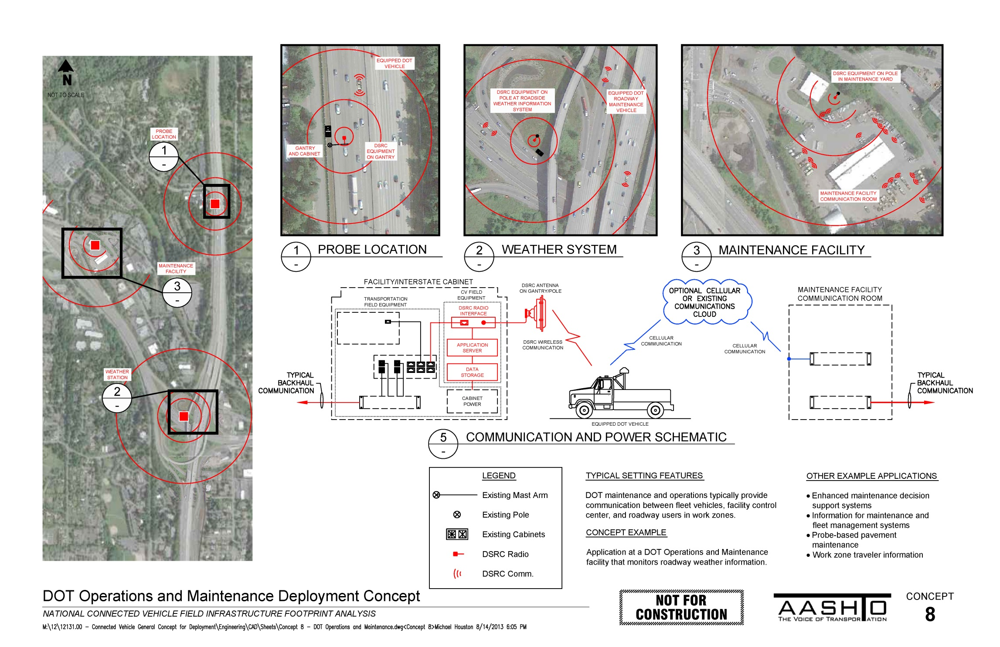 N
NOT TO SCALE
PROBE
LOCATION
1
-
MAINTENANCE
FACILITY
3
-
WEATHER
STATION
2
-
EQUIPPED DOT
VEHICLE
GANTRY
AND CABINET
DSRC
EQUIPMENT
ON GANTRY
1
-
PROBE LOCATION
DSRC EQUIPMENT ON
POLE AT ROADSIDE
WEATHER INFORMATION
SYSTEM
EQUIPPED DOT
ROADWAY
MAINTENANCE
VEHICLE
2
-
WEATHER SYSTEM
DSRC EQUIPMENT ON POLE
IN MAINTENANCE YARD
MAINTENANCE FACILITY
COMMUNICATION ROOM
3
-
MAINTENANCE FACILITY
FACILITY/INTERSTATE CABINET
TRANSPORTATION
FIELD EQUIPMENT
CV FIELD
EQUIPMENT
DSRC RADIO
INTERFACE
APPLICATION
SERVER
DATA
STORAGE
CABINET
POWER
TYPICAL
BACKHAUL
COMMUNICATION
DSRC ANTENNA
ON GANTRY/POLE
DSRC WIRELESS
COMMUNICATION
OPTIONAL CELLULAR
OR EXISTING
COMMUNICATIONS
CLOUD
CELLULAR
COMMUNICATION
CELLULAR
COMMUNICATION
EQUIPPED DOT VEHICLE
MAINTENANCE FACILITY
COMMUNICATION ROOM
TYPICAL
BACKHAUL
COMMUNICATION
5
-
COMMUNICATION AND POWER SCHEMATIC
LEGEND
Existing Mast Arm
Existing Pole
Existing Cabinets
DSRC Radio
DSRC Comm.
TYPICAL SETTING FEATURES
DOT maintenance and operations typically provide
communication between fleet vehicles, facility control
center, and roadway users in work zones.
CONCEPT EXAMPLE
Application at a DOT Operations and Maintenance
facility that monitors roadway weather information.
OTHER EXAMPLE APPLICATIONS
• Enhanced maintenance decision
support systems
• Information for maintenance and
fleet management systems
• Probe-based pavement
maintenance
• Work zone traveler information
DOT Operations and Maintenance Deployment Concept
NATIONAL CONNECTED VEHICLE FIELD INFRASTRUCTURE FOOTPRINT ANALYSIS
M:\12\12131.00 - Connected Vehicle General Concept for Deployment\Engineering\CAD\Sheets\Concept 8 - DOT Operations and Maintenance.dwg<Concept 8>Michael Houston 8/14/2013 6:05 PM
NOT FOR
CONSTRUCTION
AASHTO
THE VOICE OF TRANSPORTATION
CONCEPT
8